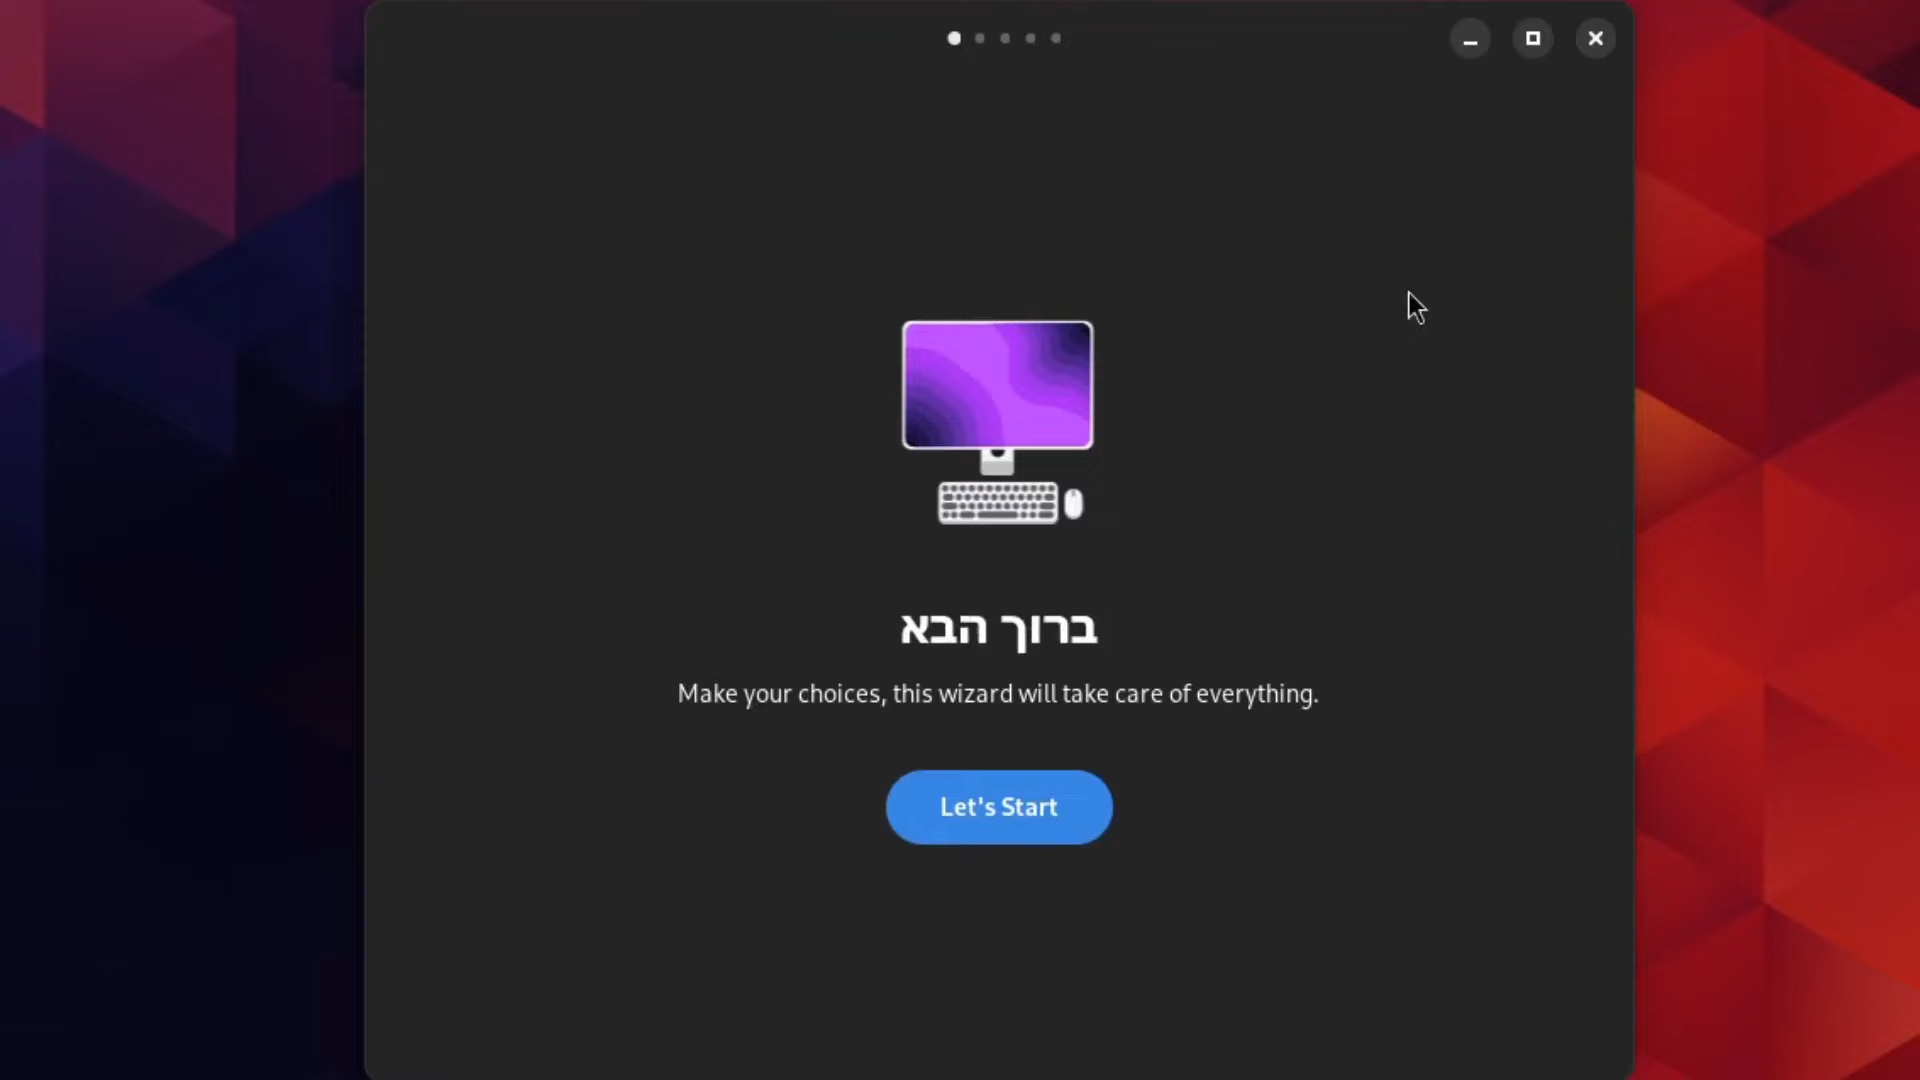 ברוך הבא
Make your choices, this wizard will take care of everything.
Let's Start